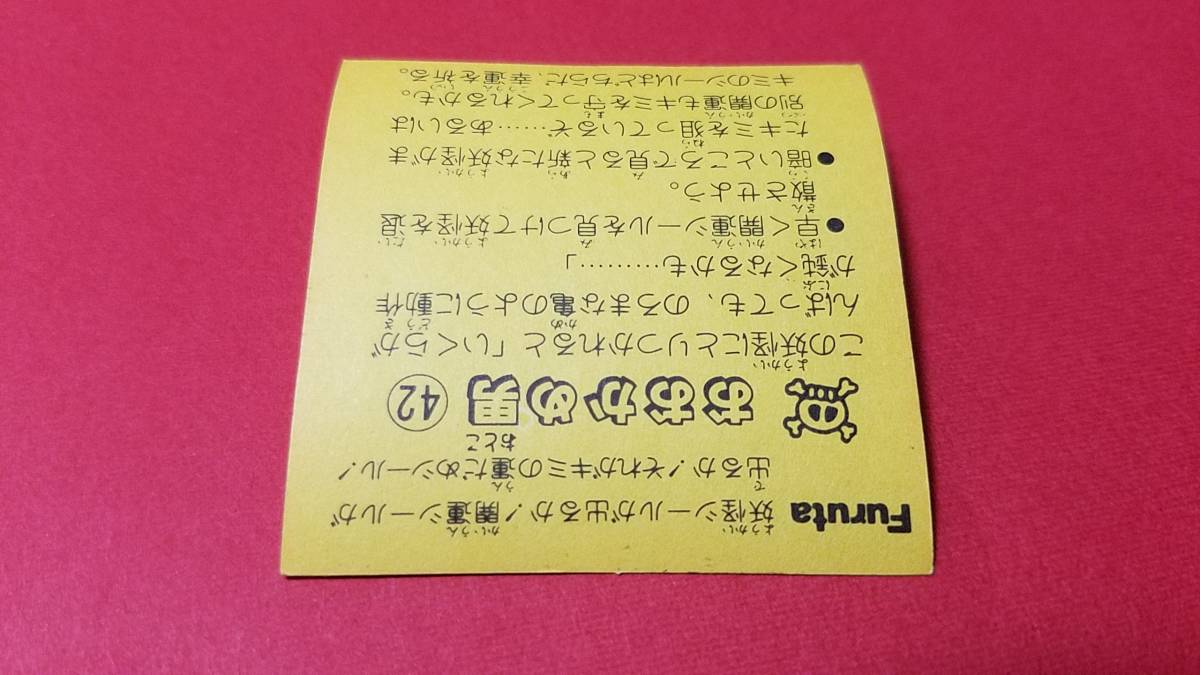 Furuta 妖怪シールが出るか!開運シールが
出るか!それがキミの運だめシール!
おおかめ男 42
この妖怪にとりつかれると「いくらが
んばっても、のろまな亀のように動作
が鈍くなるかも………」
●早く開運シールを見つけて妖怪を退
散させよう。
●暗いところで見ると新たな妖怪がま
たキミを狙っているぞ……あるいは
別の開運もキミを守ってくれるかも。
キミのシールはどちらだ、幸運を祈る。